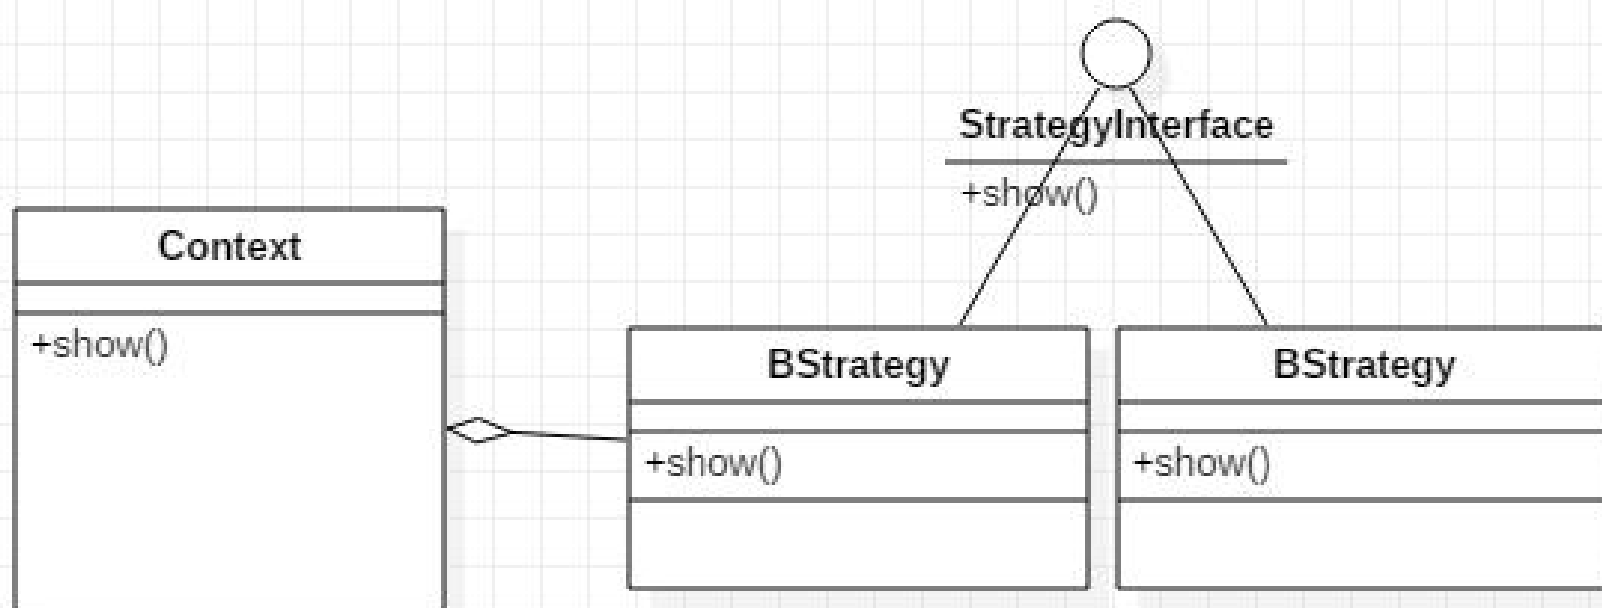 StrategyInterface
+show()
Context
+show()
BStrategy
+show()
BStrategy
+show()